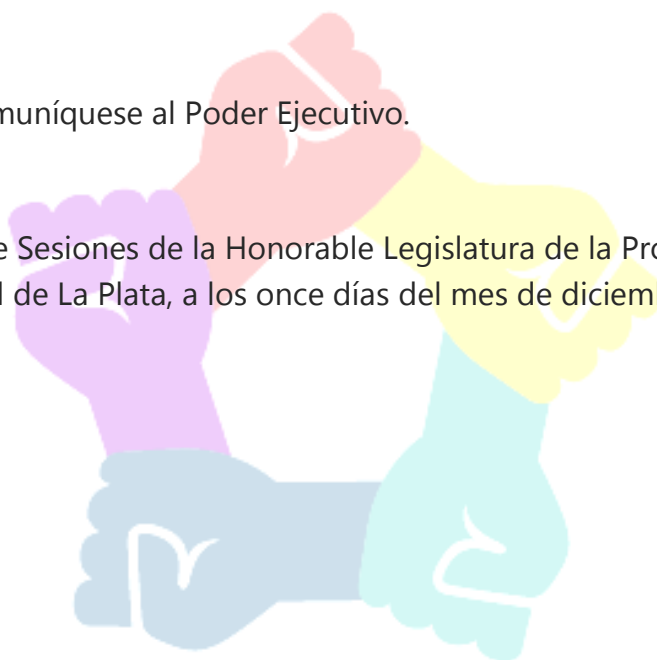 muníquese al Poder Ejecutivo.
e Sesiones de la Honorable Legislatura de la Pro
l de La Plata, a los once días del mes de diciemb